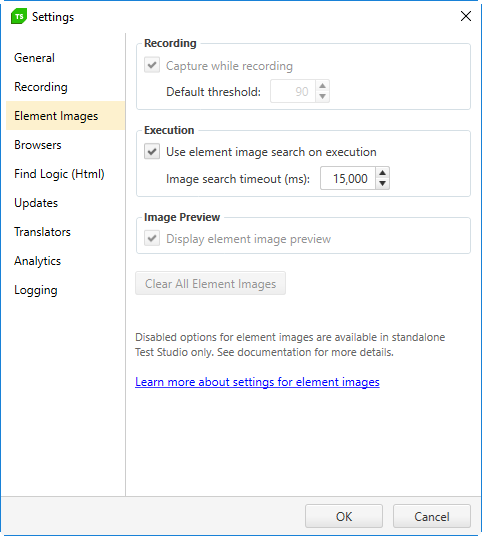 TS Settings
General
Recording
Element Images
Browsers
Find Logic (Html)
Updates
Translators
Analytics
Logging
Recording
Capture while recording
Default threshold: 90
Execution
Use element image search on execution
Image search timeout (ms): 15,000
Image Preview
Display element image preview
Clear All Element Images
Disabled options for element images are available in standalone
Test Studio only. See documentation for more details.
Learn more about settings for element images
OK Cancel